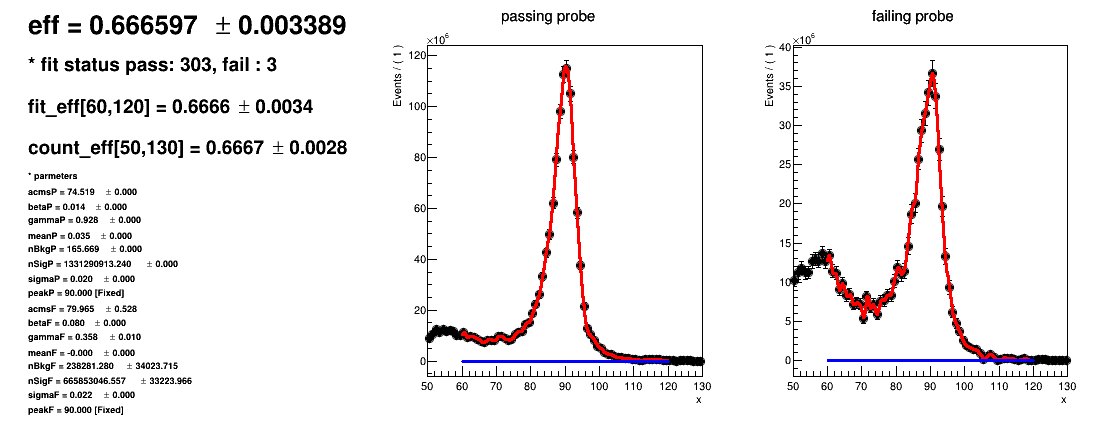 eff = 0.666597 ± 0.003389
* fit status pass: 303, fail : 3
fit_eff[60,120] = 0.6666 ± 0.0034
count_eff[50,130] = 0.6667 ± 0.0028
* parmeters
acmsP = 74.519 ± 0.000
betaP = 0.014 ± 0.000
gammaP = 0.928 ± 0.000
meanP = 0.035 ± 0.000
nBkgP = 165.669 ± 0.000
nSigP = 1331290913.240 ± 0.000
sigmaP = 0.020 ± 0.000
peakP = 90.000 [Fixed]
acmsF = 79.965 ± 0.528
betaF = 0.080 ± 0.000
gammaF = 0.358 ± 0.010
meanF = -0.000 ± 0.000
nBkgF = 238281.280 ± 34023.715
nSigF = 665853046.557 ± 33223.966
sigmaF = 0.022 ± 0.000
peakF = 90.000 [Fixed]
passing probe
×10⁶
Events / ( 1 )
120
100
80
60
40
20
0
50 60 70 80 90 100 110 120 130
x
failing probe
×10⁶
Events / ( 1 )
40
35
30
25
20
15
10
5
0
50 60 70 80 90 100 110 120 130
x